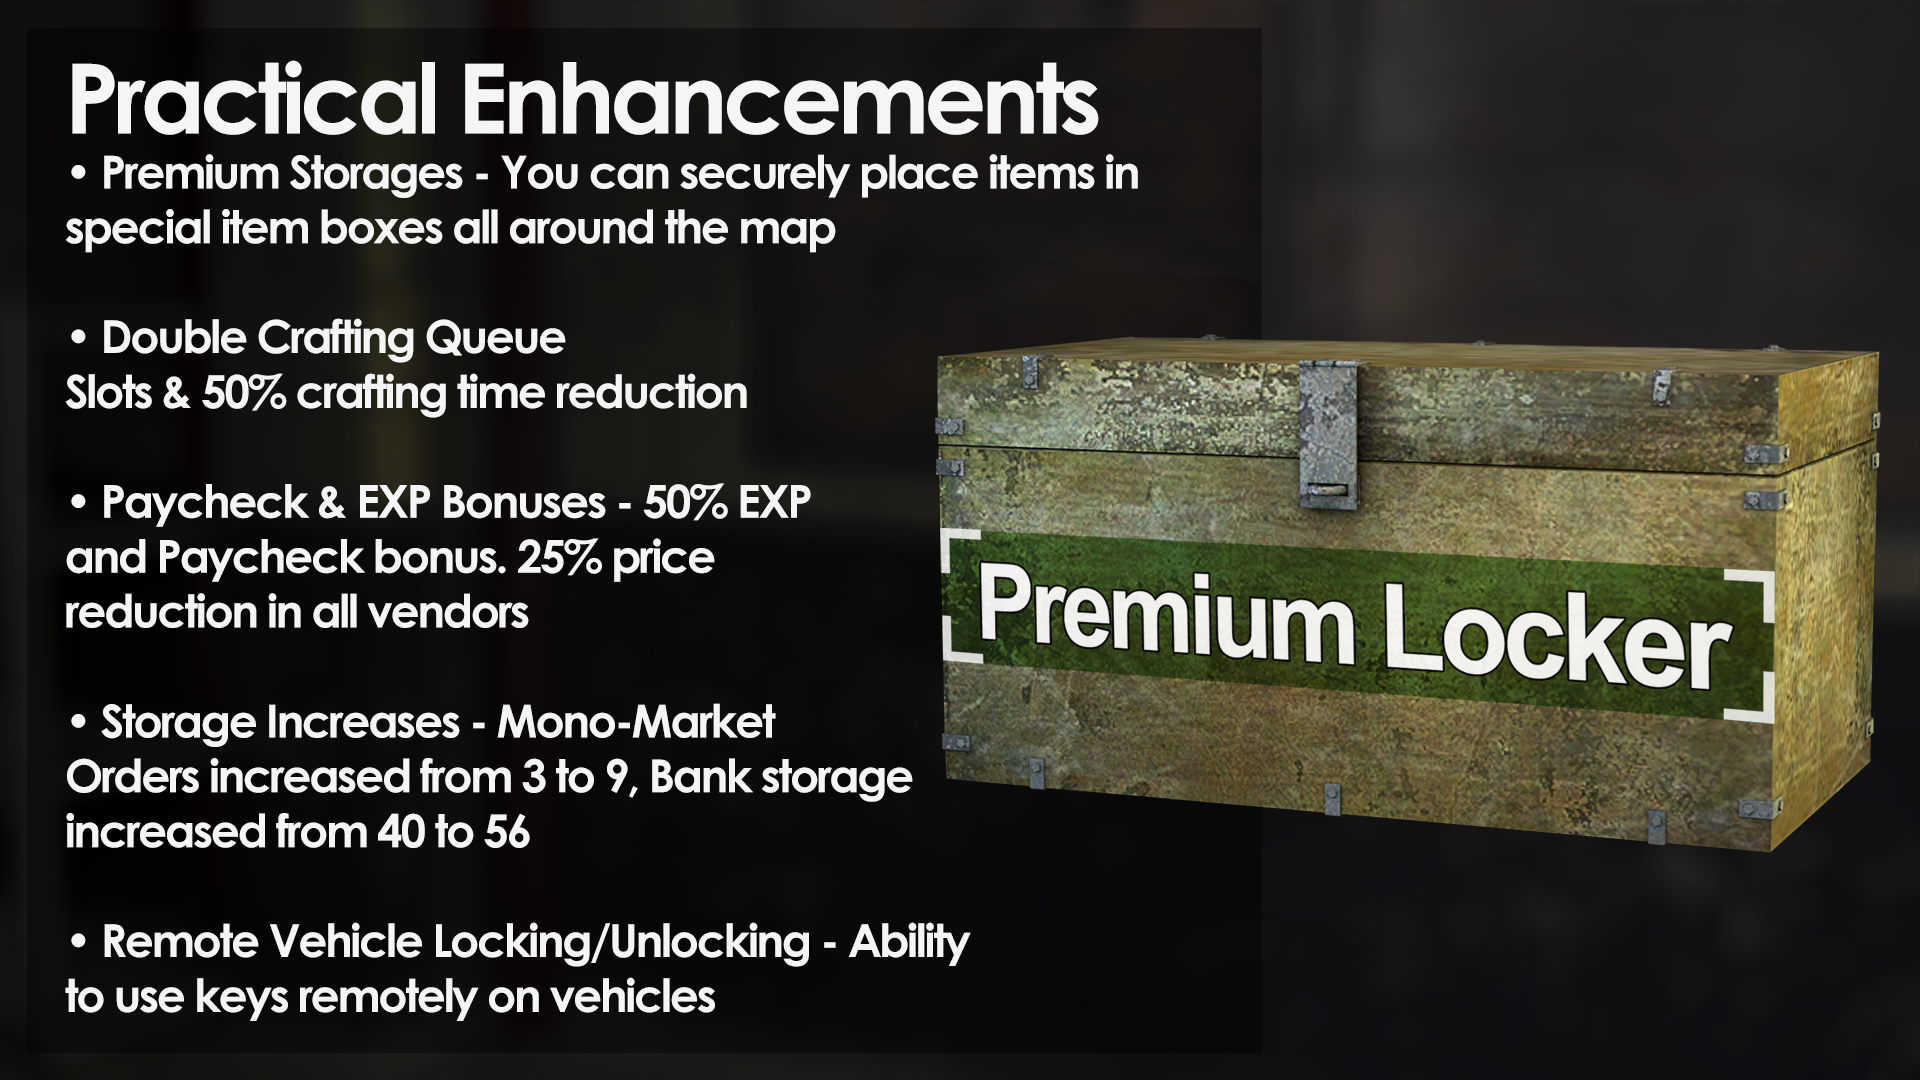 Practical Enhancements
• Premium Storages - You can securely place items in
special item boxes all around the map
• Double Crafting Queue
Slots & 50% crafting time reduction
• Paycheck & EXP Bonuses - 50% EXP
and Paycheck bonus. 25% price
reduction in all vendors
• Storage Increases - Mono-Market
Orders increased from 3 to 9, Bank storage
increased from 40 to 56
• Remote Vehicle Locking/Unlocking - Ability
to use keys remotely on vehicles
Premium Locker